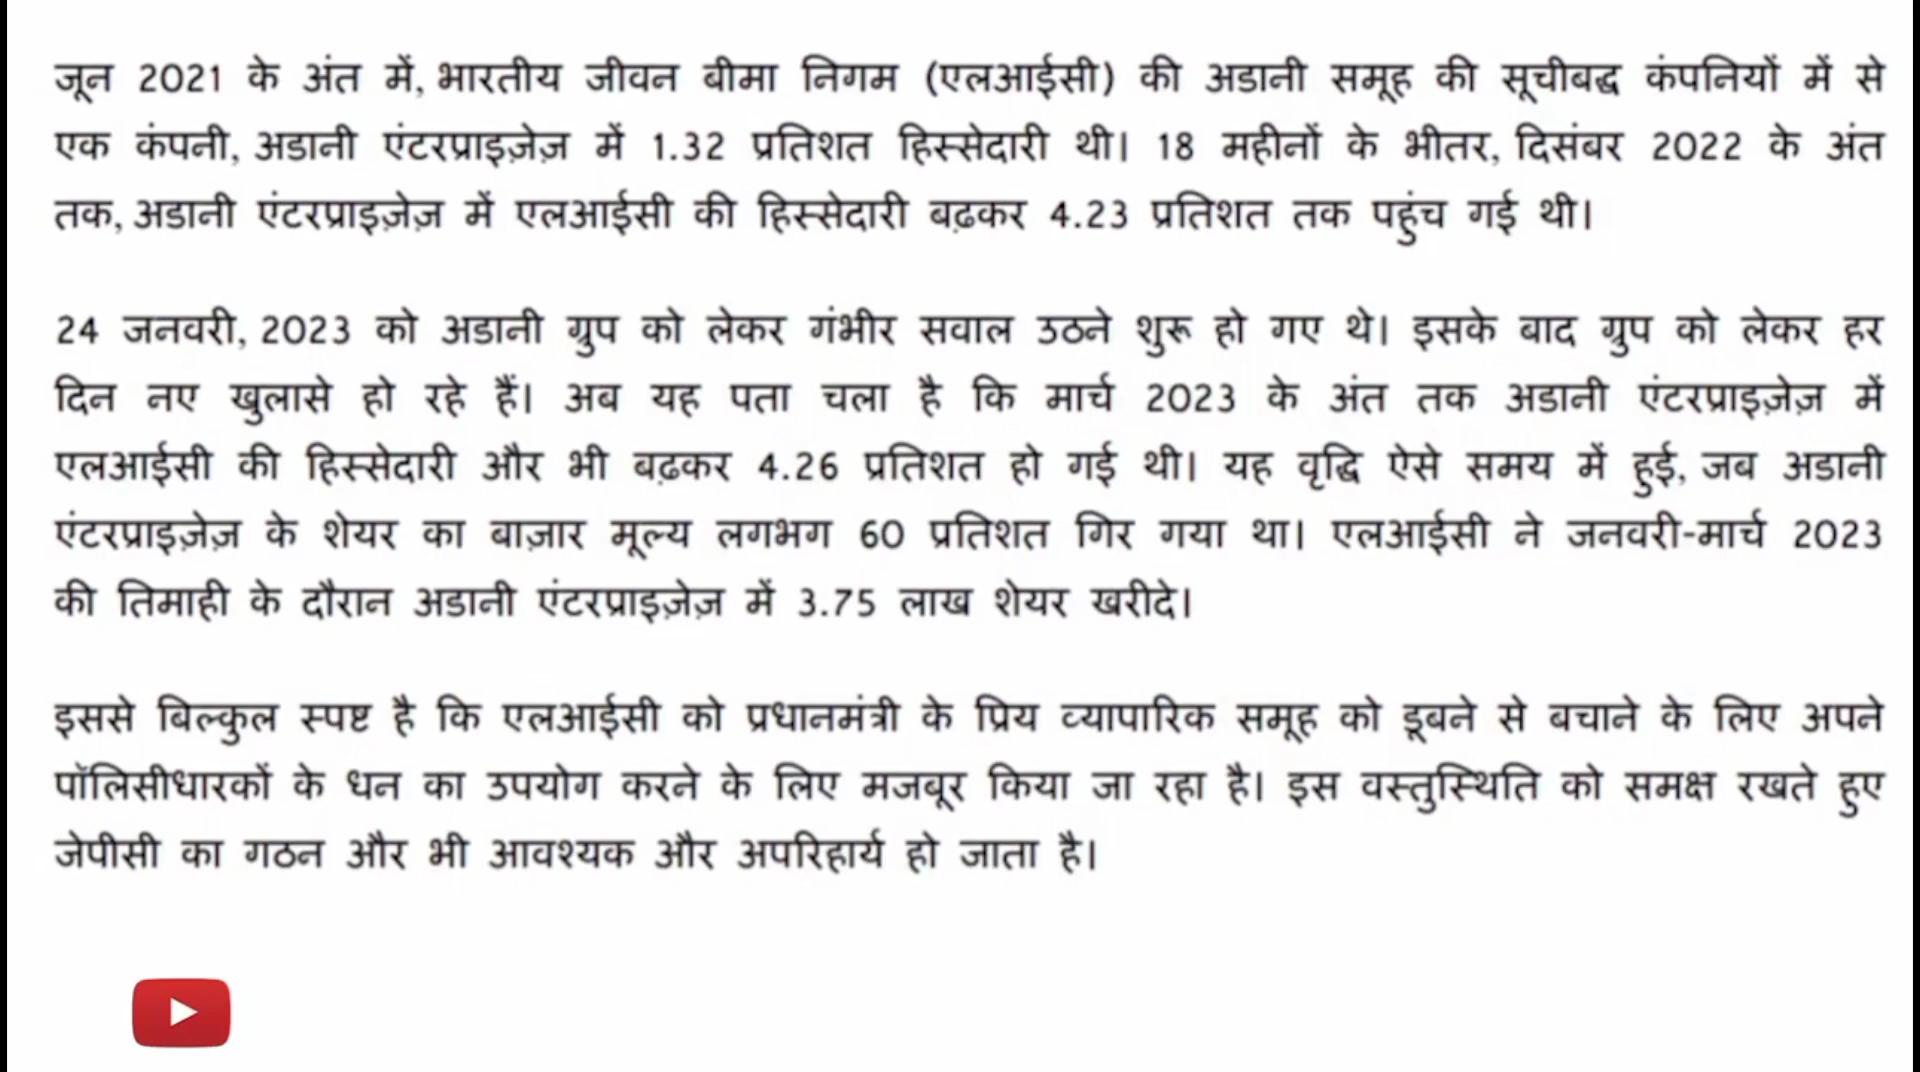 जून 2021 के अंत में, भारतीय जीवन बीमा निगम (एलआईसी) की अडानी समूह की सूचीबद्ध कंपनियों में से
एक कंपनी, अडानी एंटरप्राइज़ेज़ में 1.32 प्रतिशत हिस्सेदारी थी। 18 महीनों के भीतर, दिसंबर 2022 के अंत
तक, अडानी एंटरप्राइज़ेज़ में एलआईसी की हिस्सेदारी बढ़कर 4.23 प्रतिशत तक पहुंच गई थी।
24 जनवरी, 2023 को अडानी ग्रुप को लेकर गंभीर सवाल उठने शुरू हो गए थे। इसके बाद ग्रुप को लेकर हर
दिन नए खुलासे हो रहे हैं। अब यह पता चला है कि मार्च 2023 के अंत तक अडानी एंटरप्राइज़ेज़ में
एलआईसी की हिस्सेदारी और भी बढ़कर 4.26 प्रतिशत हो गई थी। यह वृद्धि ऐसे समय में हुई, जब अडानी
एंटरप्राइज़ेज़ के शेयर का बाज़ार मूल्य लगभग 60 प्रतिशत गिर गया था। एलआईसी ने जनवरी-मार्च 2023
की तिमाही के दौरान अडानी एंटरप्राइज़ेज़ में 3.75 लाख शेयर खरीदे।
इससे बिल्कुल स्पष्ट है कि एलआईसी को प्रधानमंत्री के प्रिय व्यापारिक समूह को डूबने से बचाने के लिए अपने
पॉलिसीधारकों के धन का उपयोग करने के लिए मजबूर किया जा रहा है। इस वस्तुस्थिति को समक्ष रखते हुए
जेपीसी का गठन और भी आवश्यक और अपरिहार्य हो जाता है।